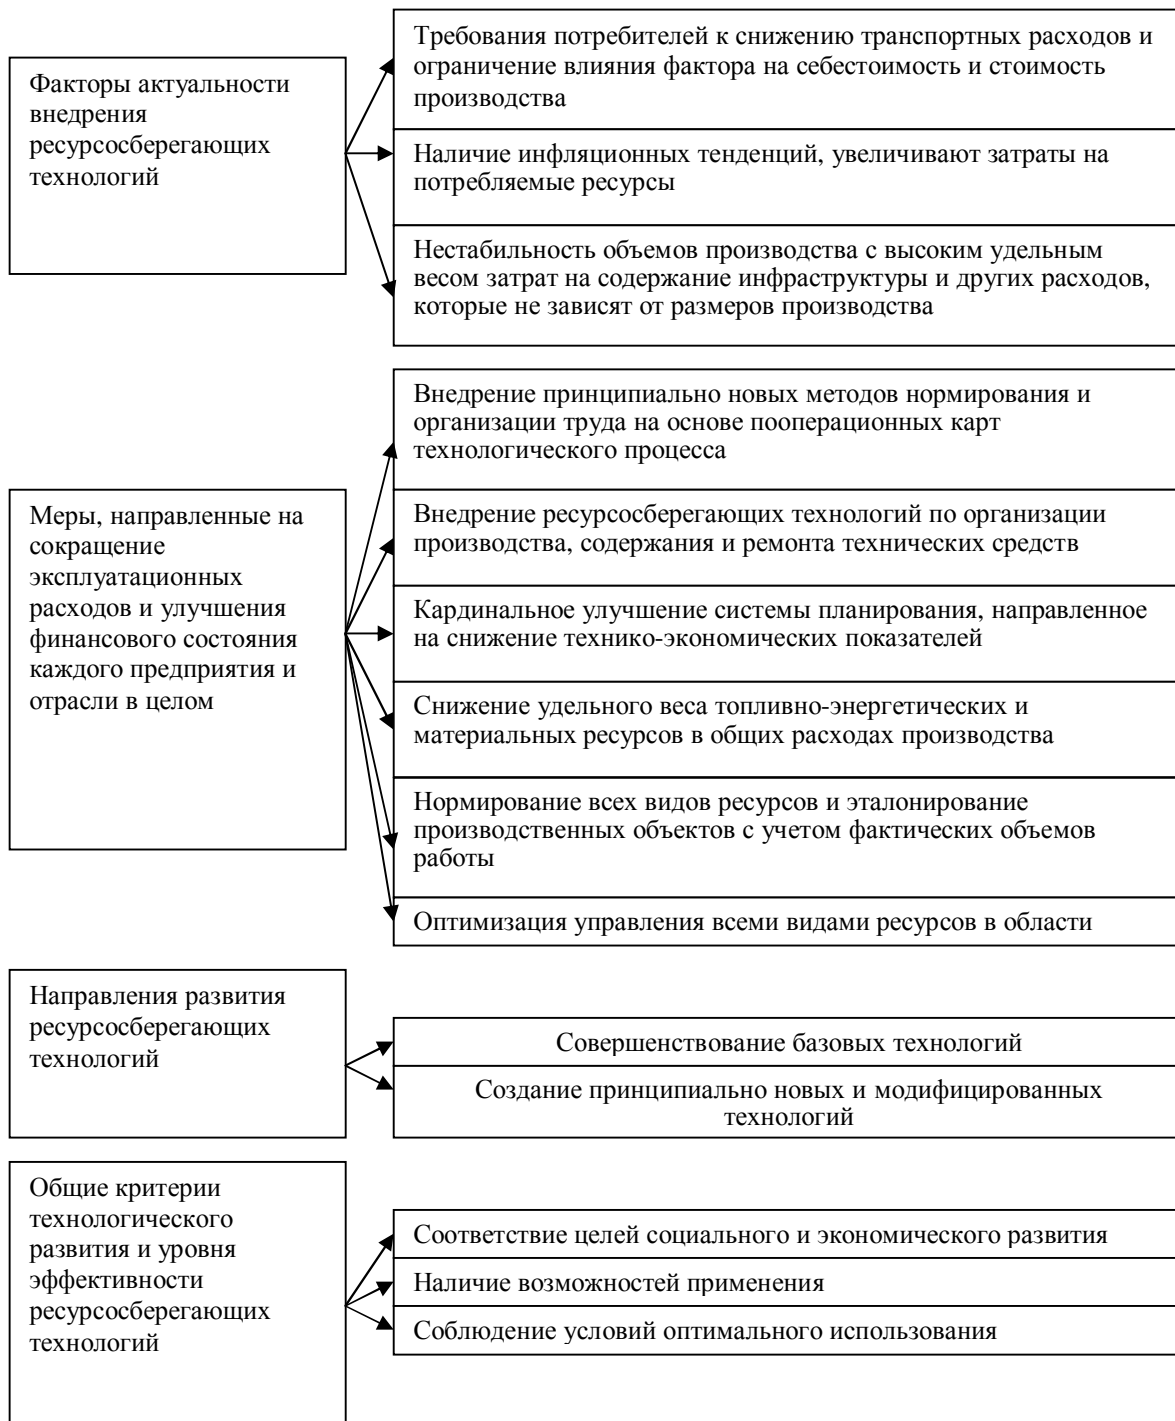 Факторы актуальности
внедрения
ресурсосберегающих
технологий
Требования потребителей к снижению транспортных расходов и
ограничение влияния фактора на себестоимость и стоимость
производства
Наличие инфляционных тенденций, увеличивают затраты на
потребляемые ресурсы
Нестабильность объемов производства с высоким удельным
весом затрат на содержание инфраструктуры и других расходов,
которые не зависят от размеров производства
Меры, направленные на
сокращение
эксплуатационных
расходов и улучшения
финансового состояния
каждого предприятия и
отрасли в целом
Внедрение принципиально новых методов нормирования и
организации труда на основе пооперационных карт
технологического процесса
Внедрение ресурсосберегающих технологий по организации
производства, содержания и ремонта технических средств
Кардинальное улучшение системы планирования, направленное
на снижение технико-экономических показателей
Снижение удельного веса топливно-энергетических и
материальных ресурсов в общих расходах производства
Нормирование всех видов ресурсов и эталонирование
производственных объектов с учетом фактических объемов
работы
Оптимизация управления всеми видами ресурсов в области
Направления развития
ресурсосберегающих
технологий
Совершенствование базовых технологий
Создание принципиально новых и модифицированных
технологий
Общие критерии
технологического
развития и уровня
эффективности
ресурсосберегающих
технологий
Соответствие целей социального и экономического развития
Наличие возможностей применения
Соблюдение условий оптимального использования